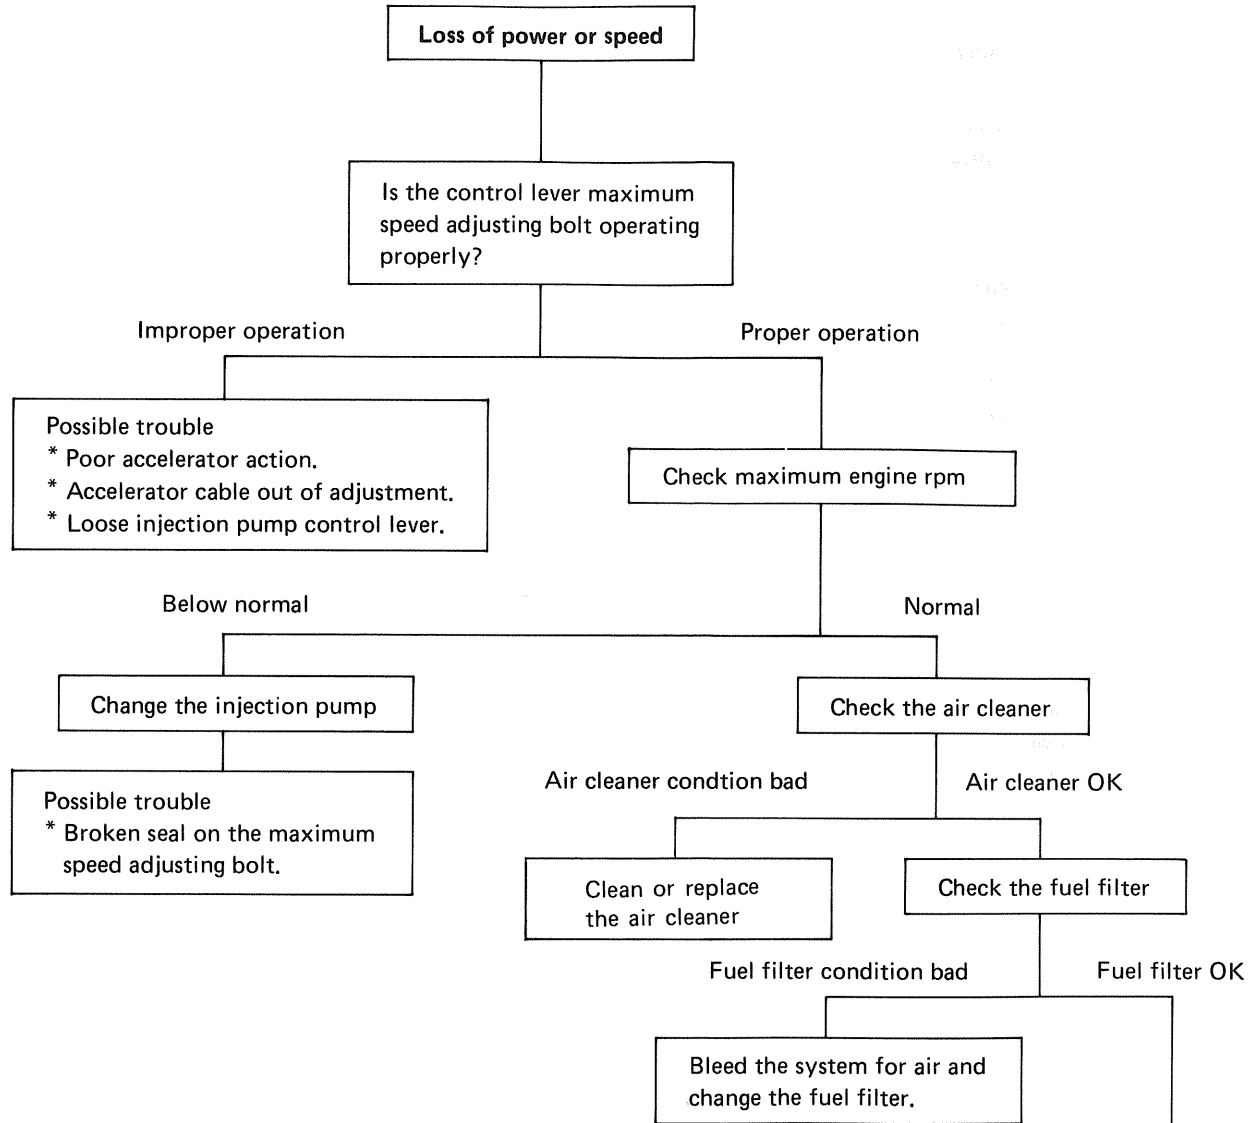 Loss of power or speed
Is the control lever maximum
speed adjusting bolt operating
properly?
Improper operation
Proper operation
Possible trouble
* Poor accelerator action.
* Accelerator cable out of adjustment.
* Loose injection pump control lever.
Check maximum engine rpm
Below normal
Normal
Change the injection pump
Check the air cleaner
Possible trouble
* Broken seal on the maximum
speed adjusting bolt.
Air cleaner condtion bad
Air cleaner OK
Clean or replace
the air cleaner
Check the fuel filter
Fuel filter condition bad
Fuel filter OK
Bleed the system for air and
change the fuel filter.